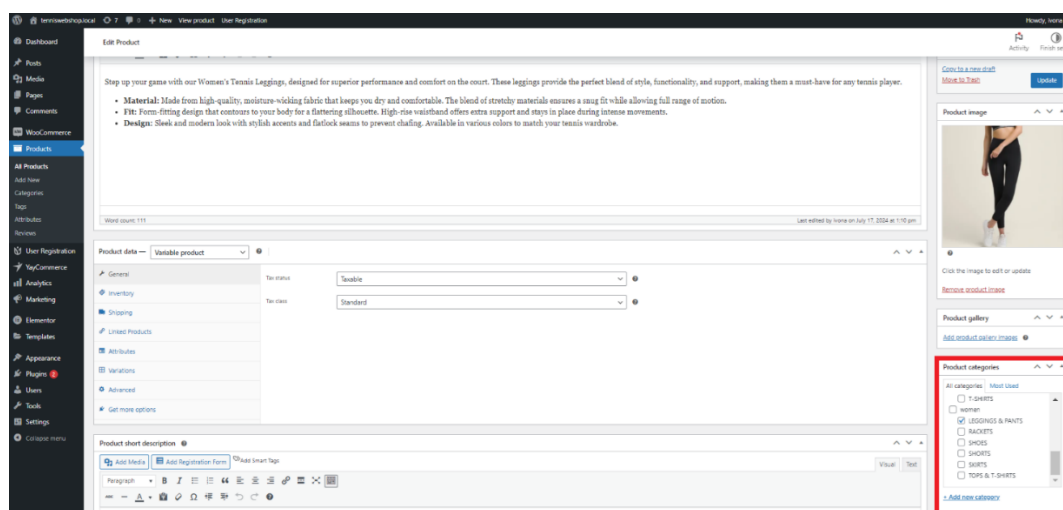 tenniswebshop.local 7 0 + New View product User Registration Howdy, ivona
Dashboard
Posts
Media
Pages
Comments
WooCommerce
Products
All Products
Add New
Categories
Tags
Attributes
Reviews
User Registration
YayCommerce
Analytics
Marketing
Elementor
Templates
Appearance
Plugins 2
Users
Tools
Settings
Collapse menu
Edit Product
Activity Finish se
Step up your game with our Women's Tennis Leggings, designed for superior performance and comfort on the court. These leggings provide the perfect blend of style, functionality, and support, making them a must-have for any tennis player.
• Material: Made from high-quality, moisture-wicking fabric that keeps you dry and comfortable. The blend of stretchy materials ensures a snug fit while allowing full range of motion.
• Fit: Form-fitting design that contours to your body for a flattering silhouette. High-rise waistband offers extra support and stays in place during intense movements.
• Design: Sleek and modern look with stylish accents and flatlock seams to prevent chafing. Available in various colors to match your tennis wardrobe.
Word count: 111 Last edited by ivona on July 17, 2024 at 1:10 pm
Product data — Variable product
General
Inventory
Shipping
Linked Products
Attributes
Variations
Advanced
Get more options
Tax status Taxable
Tax class Standard
Product short description
Add Media Add Registration Form Add Smart Tags Visual Text
Paragraph
Copy to a new draft
Move to Trash Update
Product image
Click the image to edit or update
Remove product image
Product gallery
Add product gallery images
Product categories
All categories Most Used
T-SHIRTS
women
LEGGINGS & PANTS
RACKETS
SHOES
SHORTS
SKIRTS
TOPS & T-SHIRTS
+ Add new category